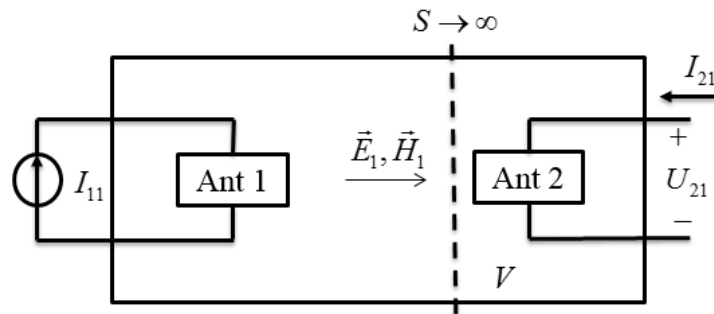 S → ∞
I₂₁
I₁₁
Ant 1
E⃗₁, H⃗₁
Ant 2
+
U₂₁
−
V